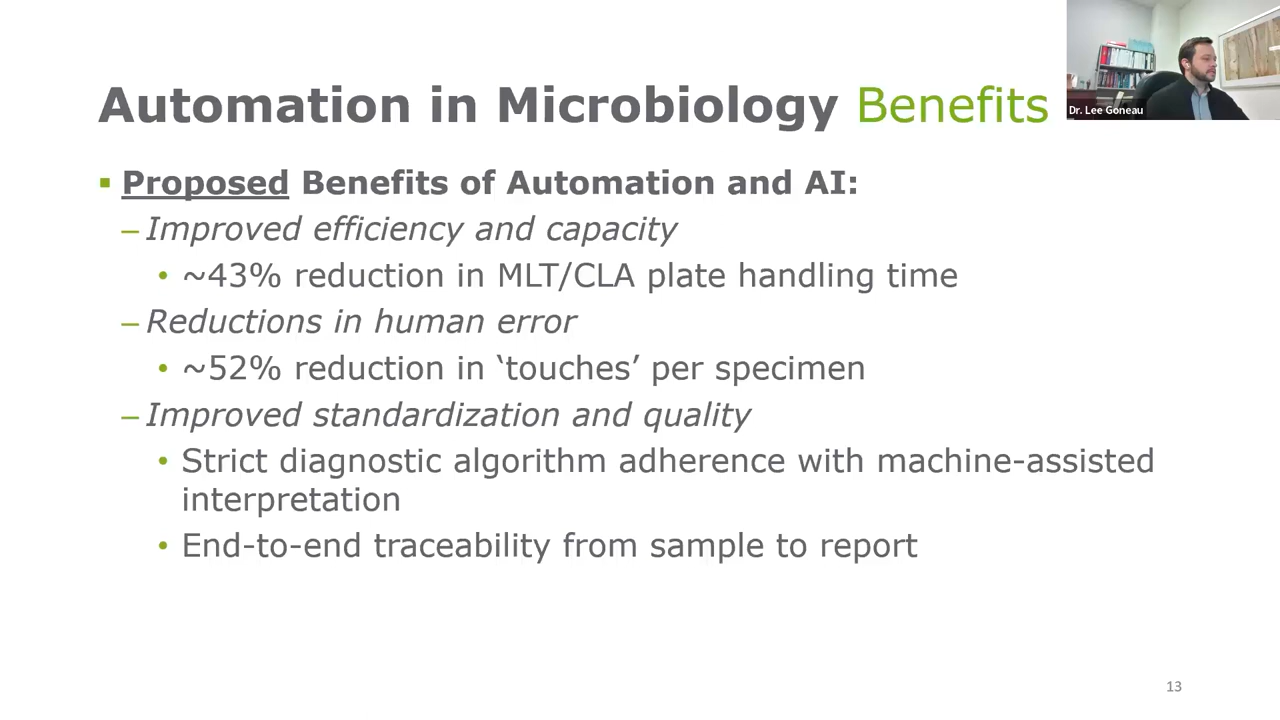 Automation in Microbiology Benefits
Dr. Lee Goneau
▪ Proposed Benefits of Automation and AI:
– Improved efficiency and capacity
• ~43% reduction in MLT/CLA plate handling time
– Reductions in human error
• ~52% reduction in ‘touches’ per specimen
– Improved standardization and quality
• Strict diagnostic algorithm adherence with machine-assisted
interpretation
• End-to-end traceability from sample to report
13